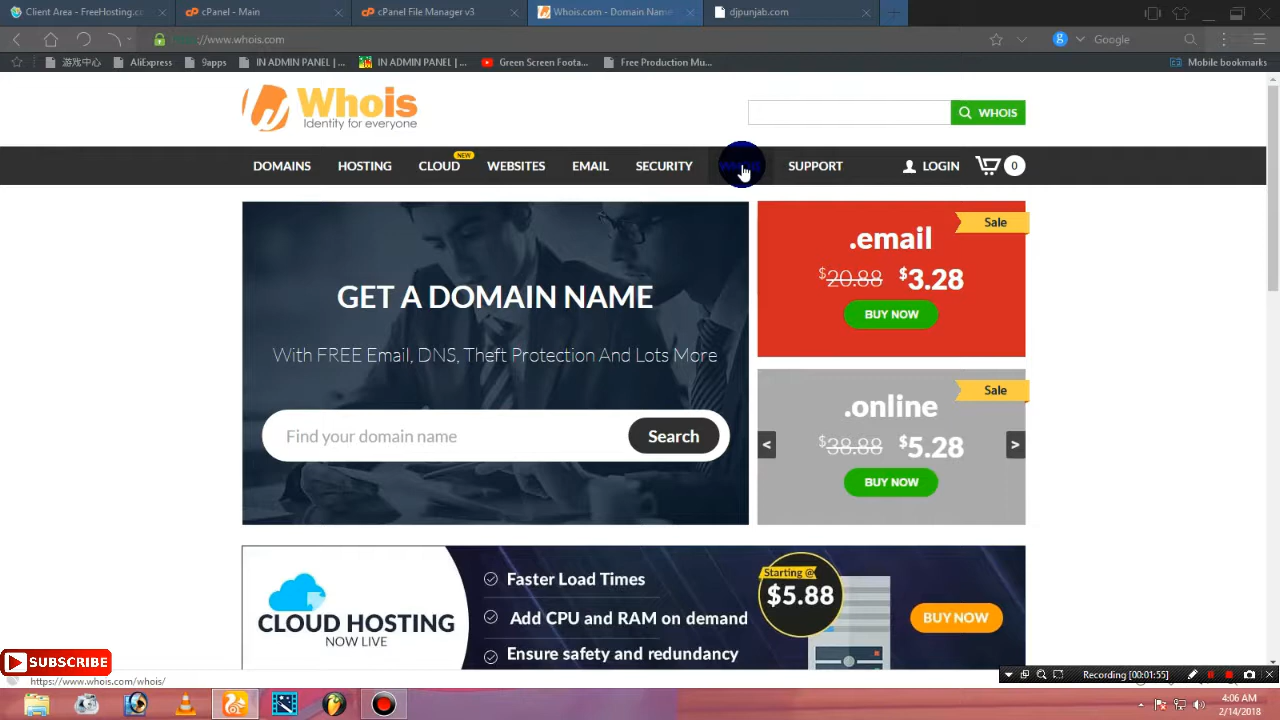 Client Area - FreeHosting.c
cPanel - Main
cPanel File Manager v3
Whois.com - Domain Name
djpunjab.com
https://www.whois.com
Google
游戏中心
AliExpress
9apps
IN ADMIN PANEL | ...
IN ADMIN PANEL | ...
Green Screen Foota...
Free Production Mu...
Mobile bookmarks
Whois
Identity for everyone
WHOIS
DOMAINS
HOSTING
CLOUD
NEW
WEBSITES
EMAIL
SECURITY
WHOIS
SUPPORT
LOGIN
0
GET A DOMAIN NAME
With FREE Email, DNS, Theft Protection And Lots More
Find your domain name
Search
Sale
.email
$20.88 $3.28
BUY NOW
Sale
.online
$38.88 $5.28
<
>
BUY NOW
CLOUD HOSTING
NOW LIVE
Faster Load Times
Add CPU and RAM on demand
Ensure safety and redundancy
Starting @
$5.88
BUY NOW
SUBSCRIBE
https://www.whois.com/whois/
Recording [00:01:55]
4:06 AM
2/14/2018